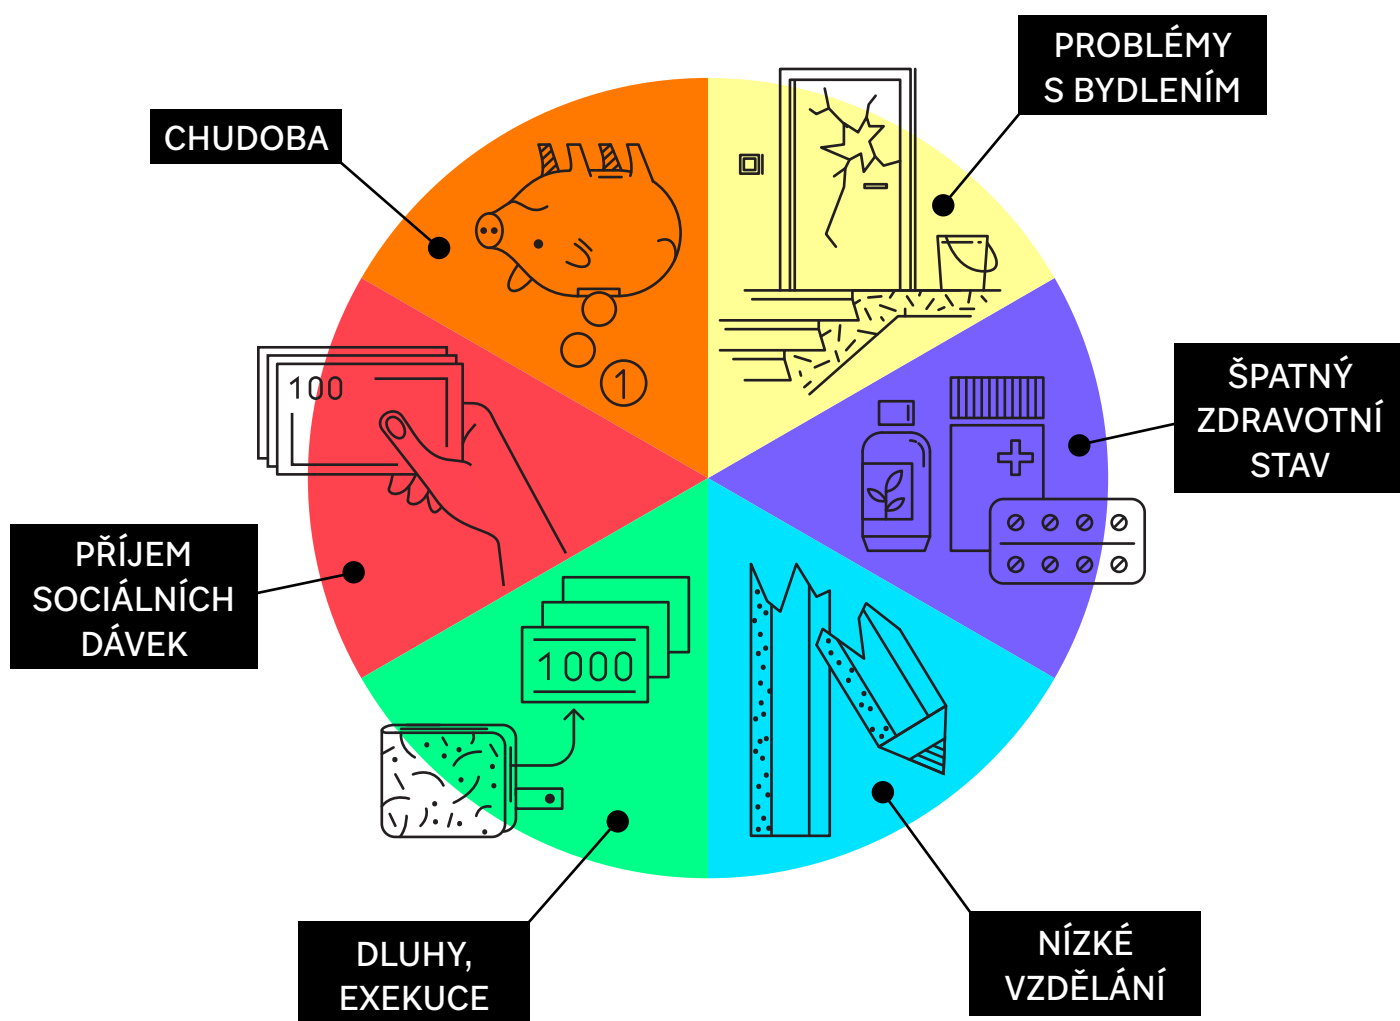 PROBLÉMY
S BYDLENÍM
CHUDOBA
ŠPATNÝ
ZDRAVOTNÍ
STAV
100
1
PŘÍJEM
SOCIÁLNÍCH
DÁVEK
1000
DLUHY,
EXEKUCE
NÍZKÉ
VZDĚLÁNÍ